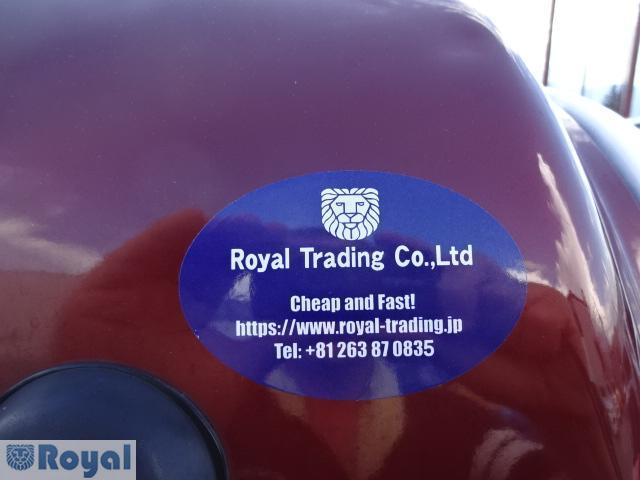 Royal Trading Co.,Ltd
Cheap and Fast!
https://www.royal-trading.jp
Tel: +81 263 87 0835
Royal